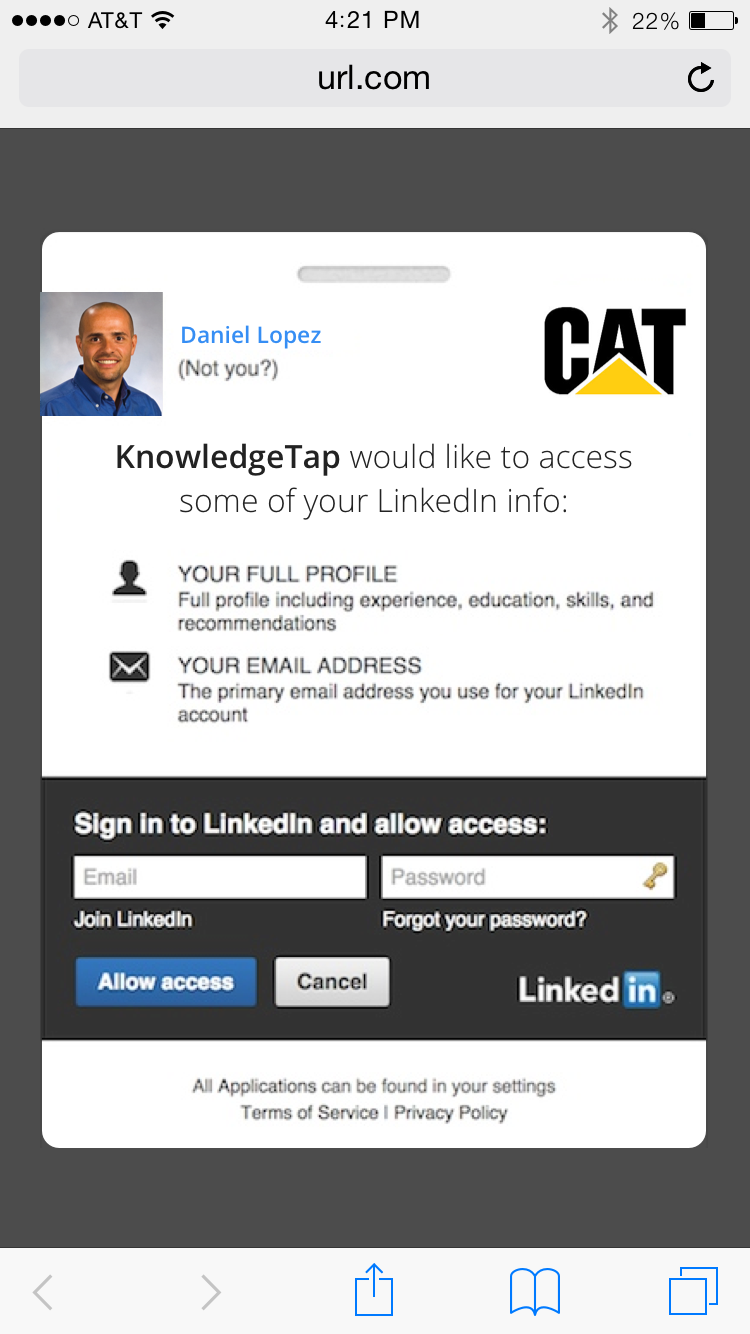 AT&T 4:21 PM 22%
url.com
Daniel Lopez
(Not you?)
CAT
KnowledgeTap would like to access
some of your LinkedIn info:
YOUR FULL PROFILE
Full profile including experience, education, skills, and
recommendations
YOUR EMAIL ADDRESS
The primary email address you use for your LinkedIn
account
Sign in to LinkedIn and allow access:
Email Password
Join LinkedIn Forgot your password?
Allow access Cancel Linked in ®
All Applications can be found in your settings
Terms of Service | Privacy Policy